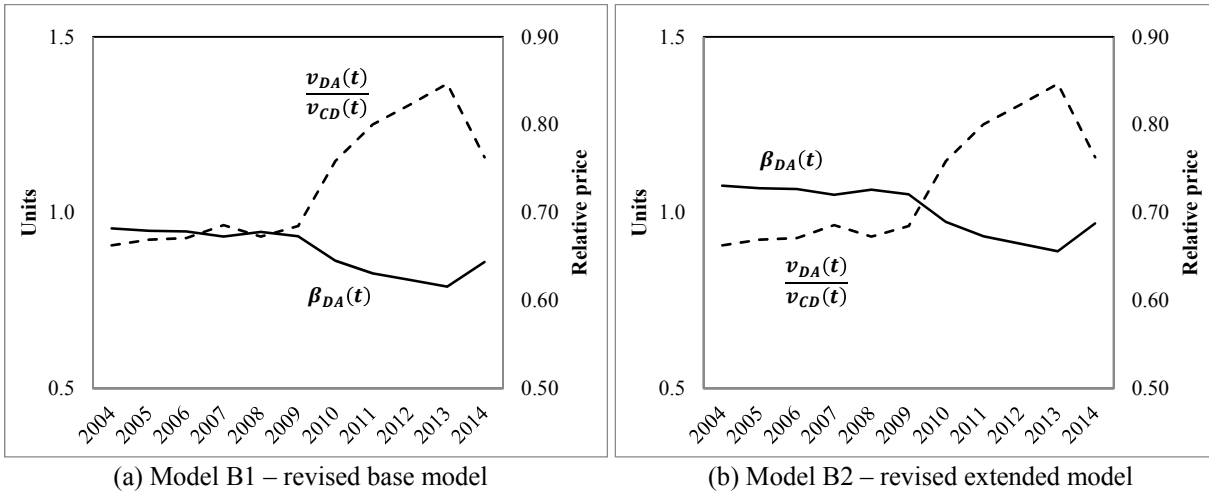 1.5
1.0
0.5
Units
v_DA(t)
v_CD(t)
β_DA(t)
0.90
0.80
0.70
0.60
0.50
Relative price
2004 2005 2006 2007 2008 2009 2010 2011 2012 2013 2014
(a) Model B1 – revised base model
1.5
1.0
0.5
Units
β_DA(t)
v_DA(t)
v_CD(t)
0.90
0.80
0.70
0.60
0.50
Relative price
2004 2005 2006 2007 2008 2009 2010 2011 2012 2013 2014
(b) Model B2 – revised extended model